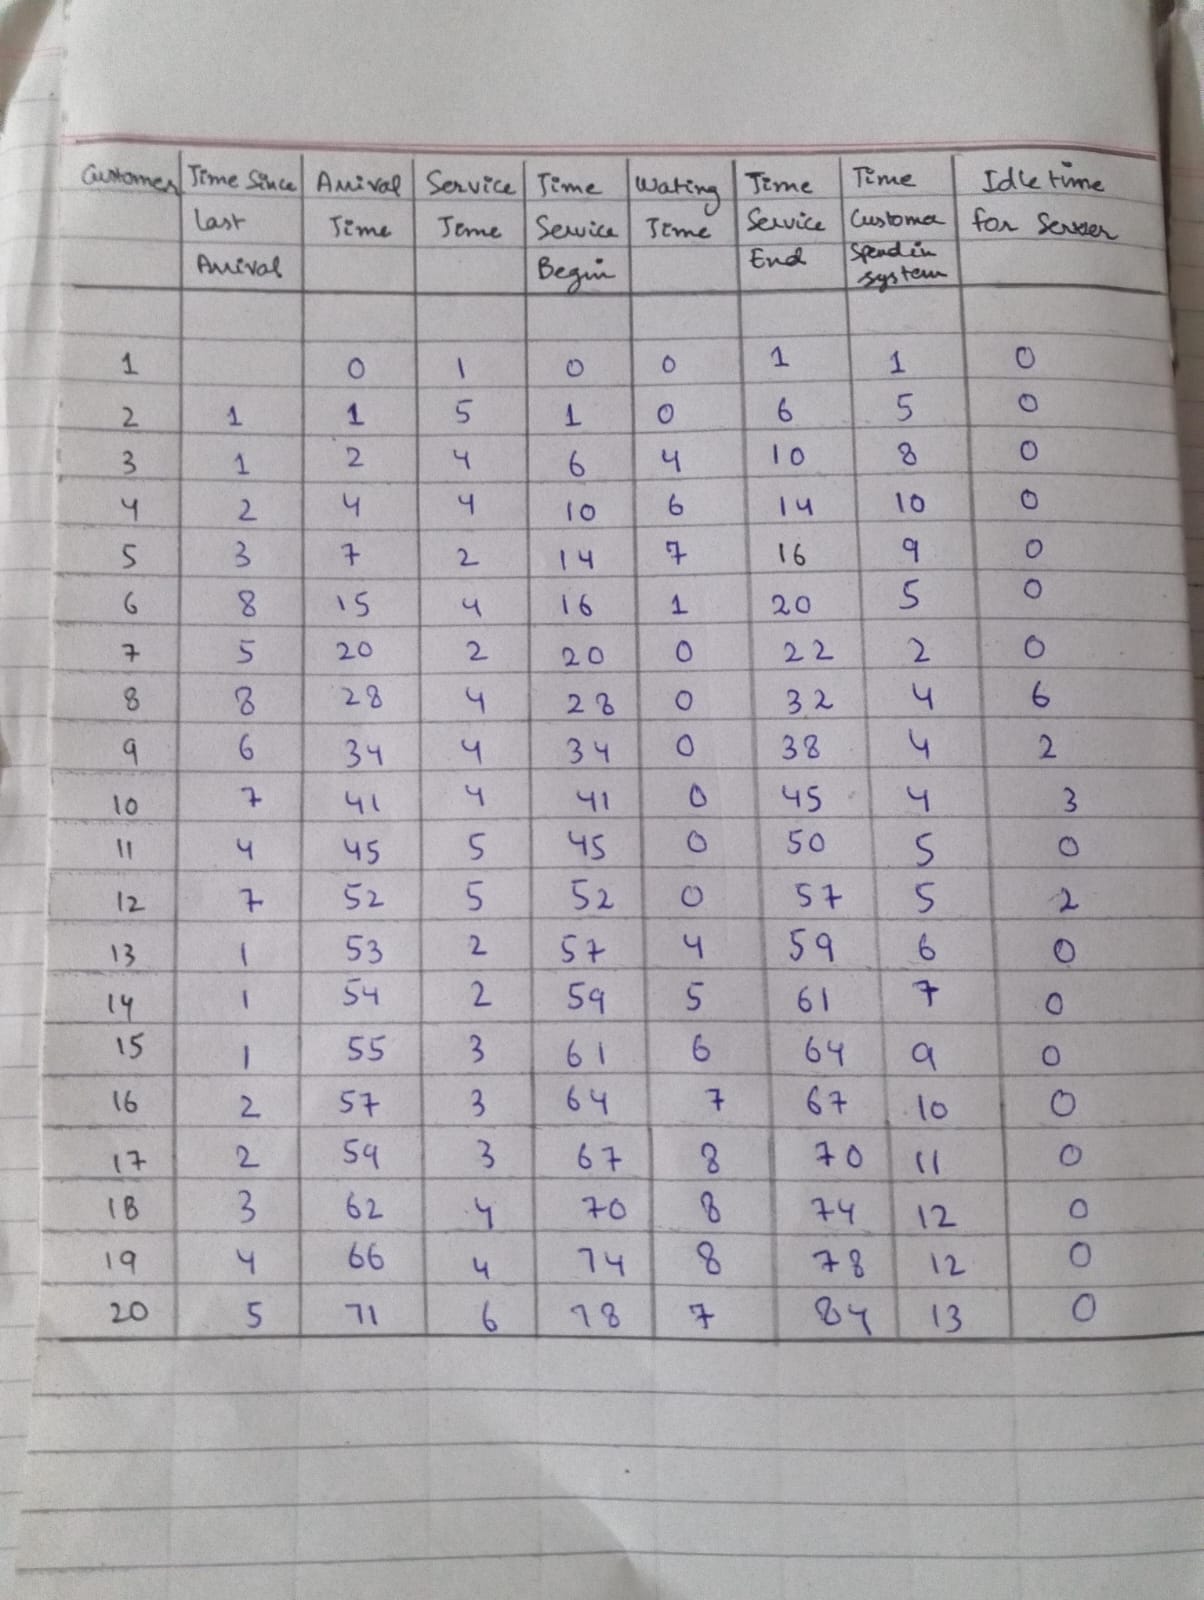 Customer Time Since Arrival Service Time Wating Time Time Idle time
Last Time Time Service Time Service Customer for Server
Arrival Begin End Spend in
system
1 0 1 0 0 1 1 0
2 1 1 5 1 0 6 5 0
3 1 2 4 6 4 10 8 0
4 2 4 4 10 6 14 10 0
5 3 7 2 14 7 16 9 0
6 8 15 4 16 1 20 5 0
7 5 20 2 20 0 22 2 0
8 8 28 4 28 0 32 4 6
9 6 34 4 34 0 38 4 2
10 7 41 4 41 0 45 4 3
11 4 45 5 45 0 50 5 0
12 7 52 5 52 0 57 5 2
13 1 53 2 57 4 59 6 0
14 1 54 2 59 5 61 7 0
15 1 55 3 61 6 64 9 0
16 2 57 3 64 7 67 10 0
17 2 59 3 67 8 70 11 0
18 3 62 4 70 8 74 12 0
19 4 66 4 74 8 78 12 0
20 5 71 6 78 7 84 13 0